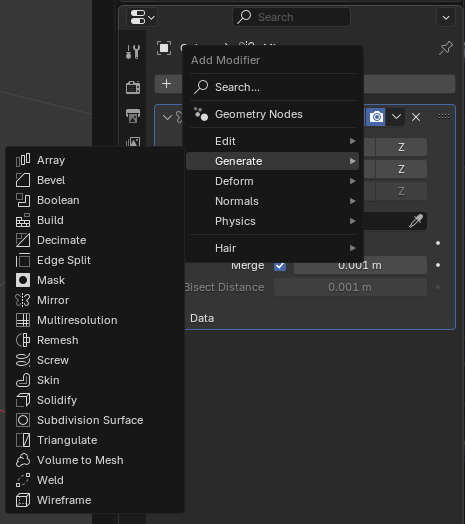 Search
Add Modifier
Search...
Geometry Nodes
Edit
Generate
Deform
Normals
Physics
Hair
Z
Z
Z
Merge
0.001 m
Bisect Distance
0.001 m
Data
Array
Bevel
Boolean
Build
Decimate
Edge Split
Mask
Mirror
Multiresolution
Remesh
Screw
Skin
Solidify
Subdivision Surface
Triangulate
Volume to Mesh
Weld
Wireframe